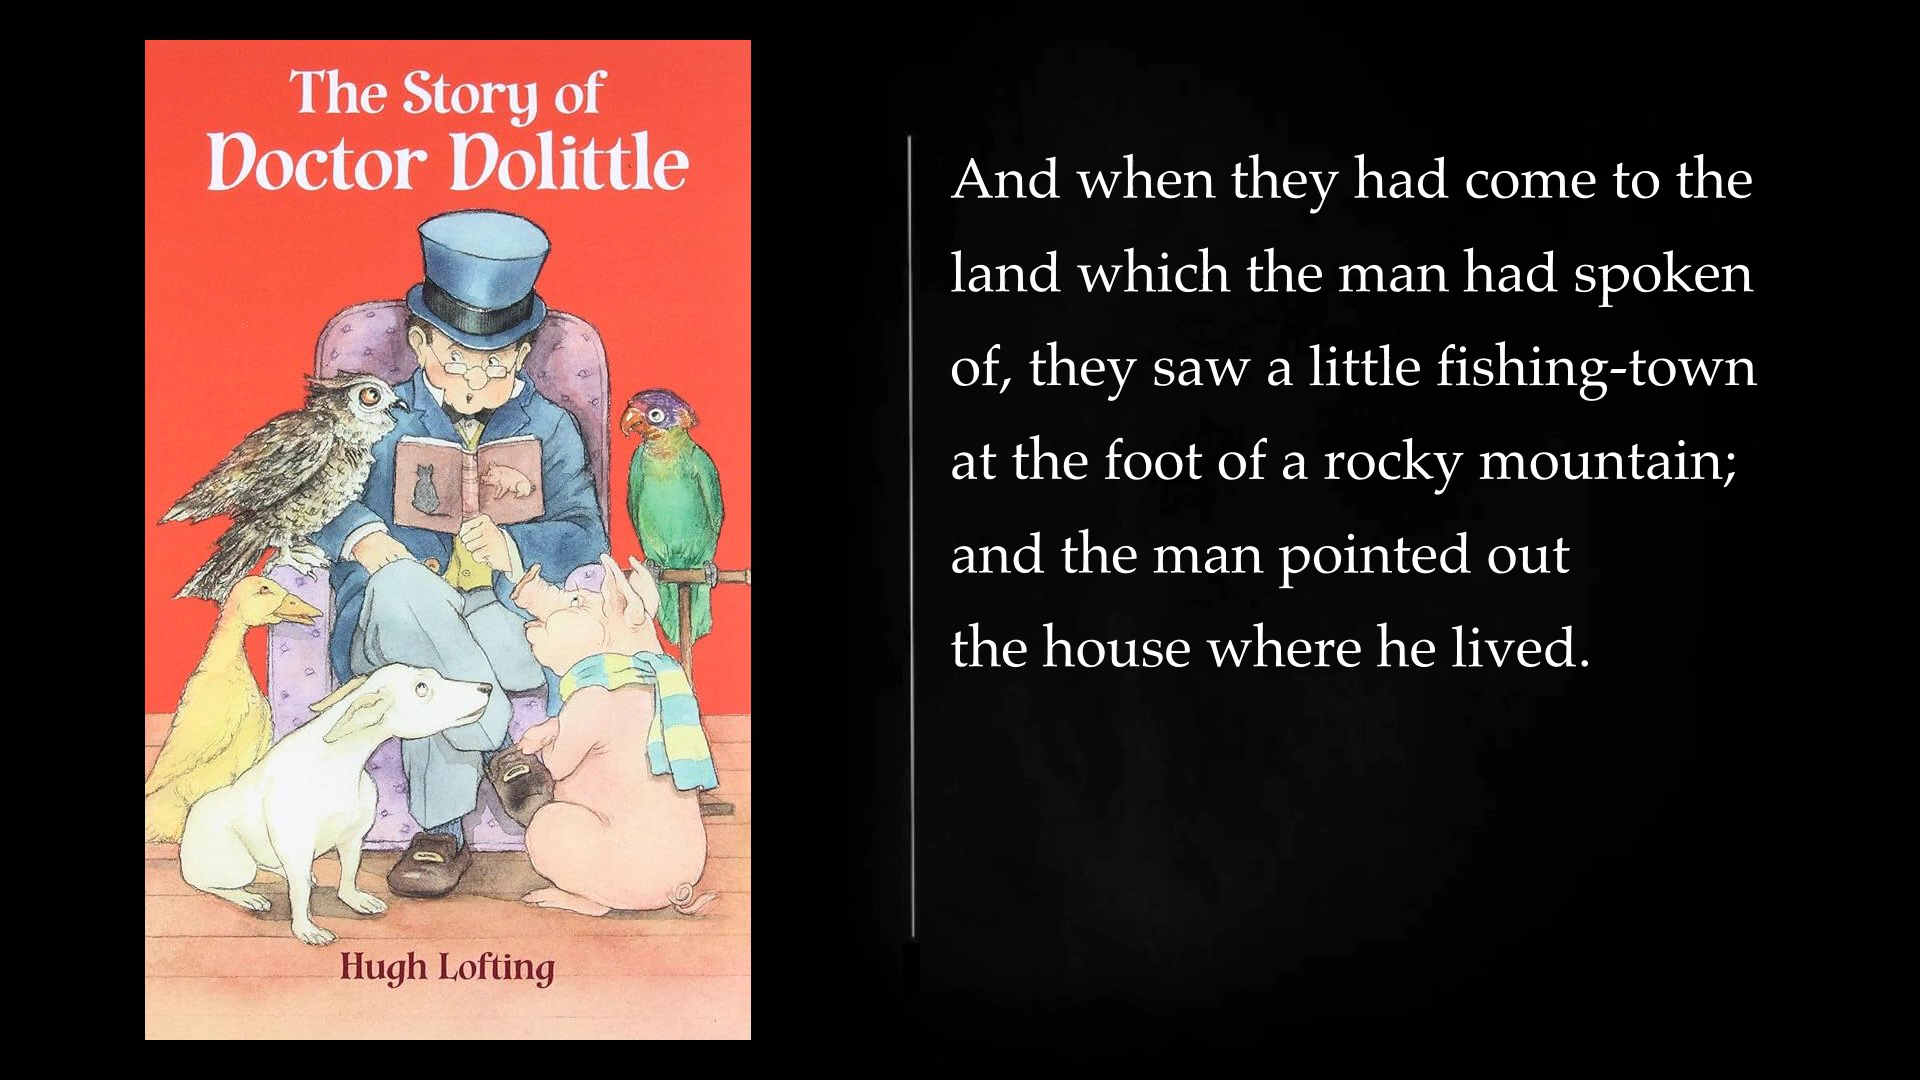 The Story of
Doctor Dolittle
Hugh Lofting
And when they had come to the
land which the man had spoken
of, they saw a little fishing-town
at the foot of a rocky mountain;
and the man pointed out
the house where he lived.